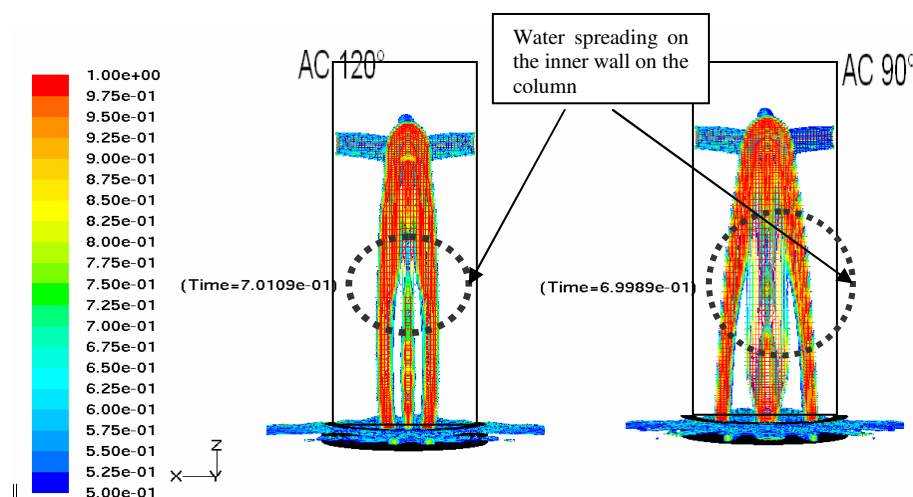 Water spreading on
the inner wall on the
column
AC 120°
AC 90°
1.00e+00
9.75e-01
9.50e-01
9.25e-01
9.00e-01
8.75e-01
8.50e-01
8.25e-01
8.00e-01
7.75e-01
7.50e-01
7.25e-01
7.00e-01
6.75e-01
6.50e-01
6.25e-01
6.00e-01
5.75e-01
5.50e-01
5.25e-01
5.00e-01
(Time=7.0109e-01)
(Time=6.9989e-01)
Z
X
Y